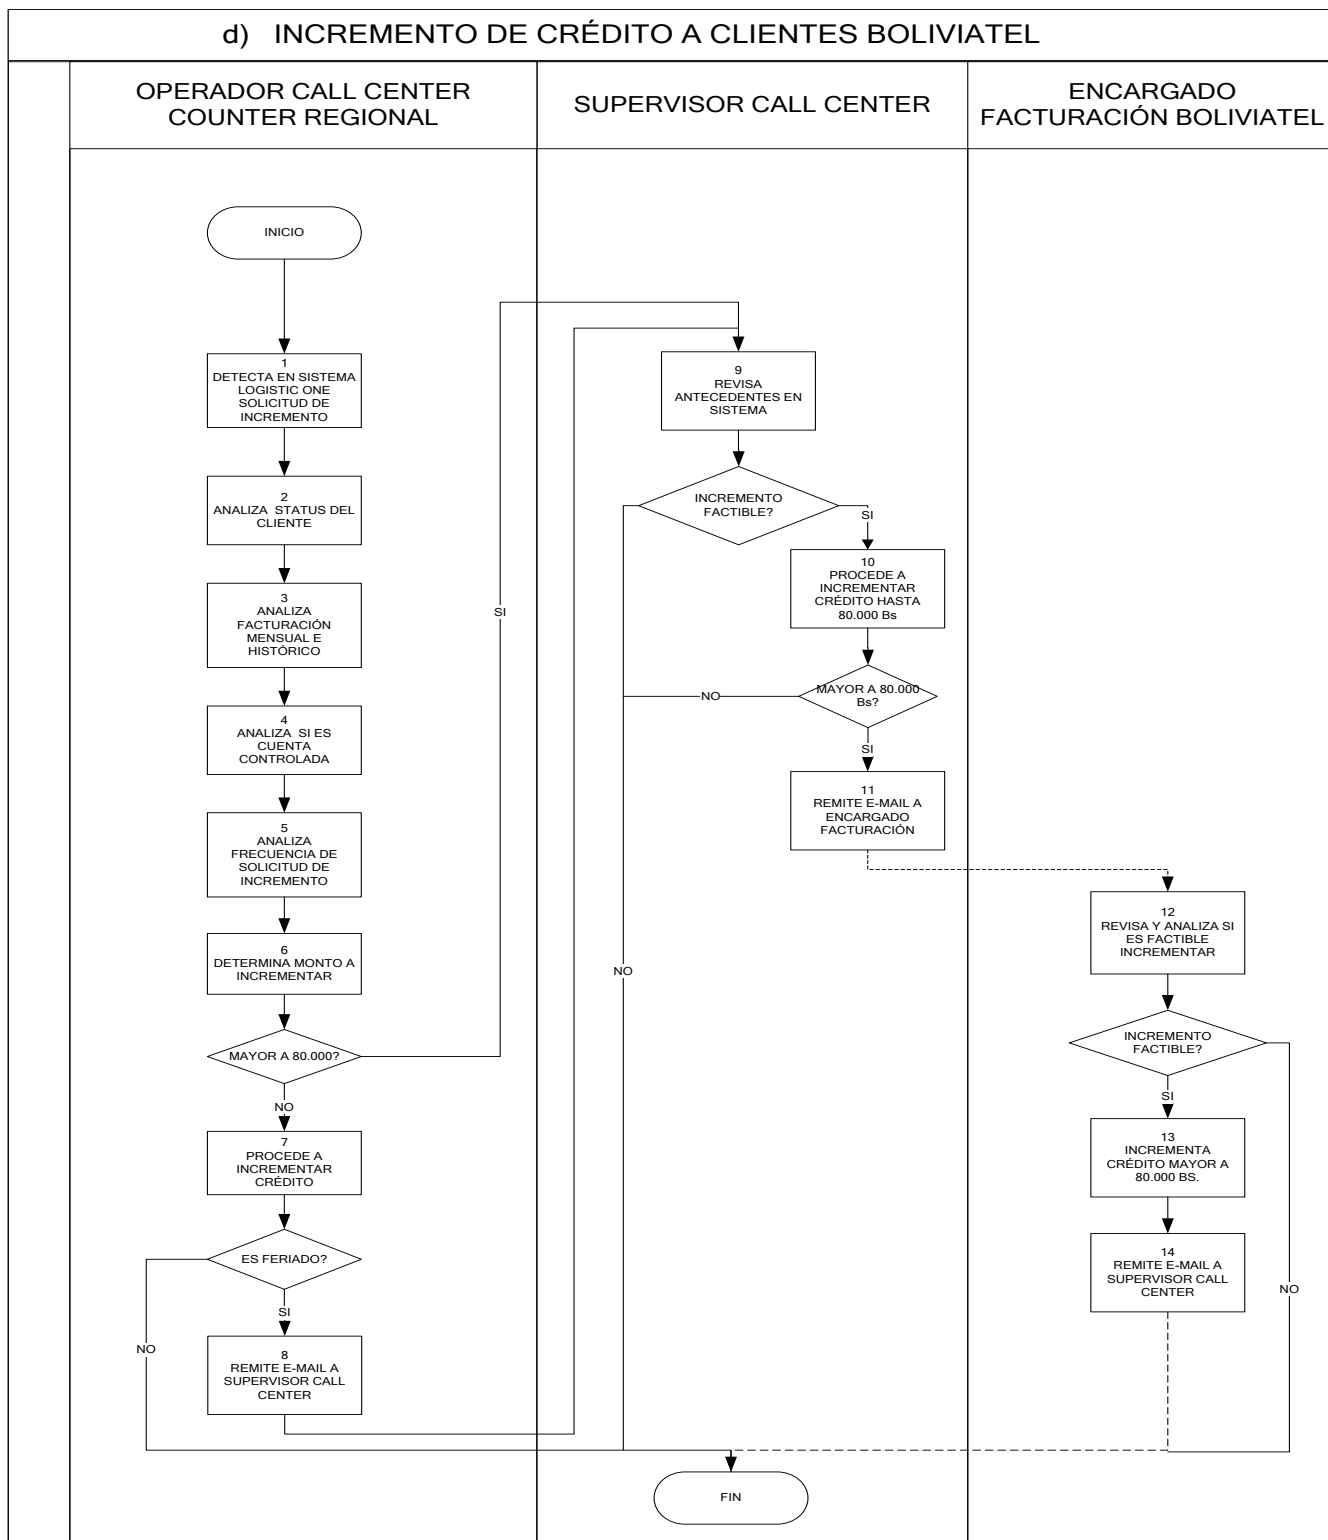 d) INCREMENTO DE CRÉDITO A CLIENTES BOLIVIATEL
OPERADOR CALL CENTER
COUNTER REGIONAL
SUPERVISOR CALL CENTER
ENCARGADO
FACTURACIÓN BOLIVIATEL
INICIO
1
DETECTA EN SISTEMA
LOGISTIC ONE
SOLICITUD DE
INCREMENTO
2
ANALIZA STATUS DEL
CLIENTE
3
ANALIZA
FACTURACIÓN
MENSUAL E
HISTÓRICO
4
ANALIZA SI ES
CUENTA
CONTROLADA
5
ANALIZA
FRECUENCIA DE
SOLICITUD DE
INCREMENTO
6
DETERMINA MONTO A
INCREMENTAR
MAYOR A 80.000?
SI
NO
7
PROCEDE A
INCREMENTAR
CRÉDITO
ES FERIADO?
SI
NO
8
REMITE E-MAIL A
SUPERVISOR CALL
CENTER
9
REVISA
ANTECEDENTES EN
SISTEMA
INCREMENTO
FACTIBLE?
SI
10
PROCEDE A
INCREMENTAR
CRÉDITO HASTA
80.000 Bs
MAYOR A 80.000
Bs?
NO
SI
11
REMITE E-MAIL A
ENCARGADO
FACTURACIÓN
NO
12
REVISA Y ANALIZA SI
ES FACTIBLE
INCREMENTAR
INCREMENTO
FACTIBLE?
SI
13
INCREMENTA
CRÉDITO MAYOR A
80.000 BS.
14
REMITE E-MAIL A
SUPERVISOR CALL
CENTER
NO
FIN